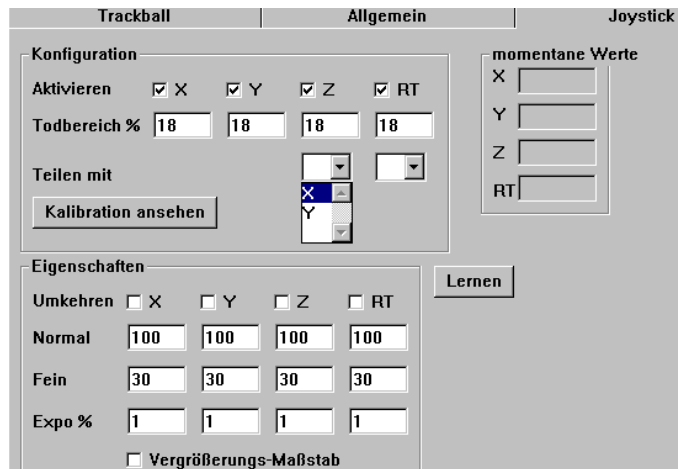 Trackball Allgemein Joystick
Konfiguration
Aktivieren X Y Z RT
Todbereich % 18 18 18 18
Teilen mit
X
Y
Kalibration ansehen
momentane Werte
X
Y
Z
RT
Eigenschaften
Umkehren X Y Z RT
Normal 100 100 100 100
Fein 30 30 30 30
Expo % 1 1 1 1
Vergrößerungs-Maßstab
Lernen